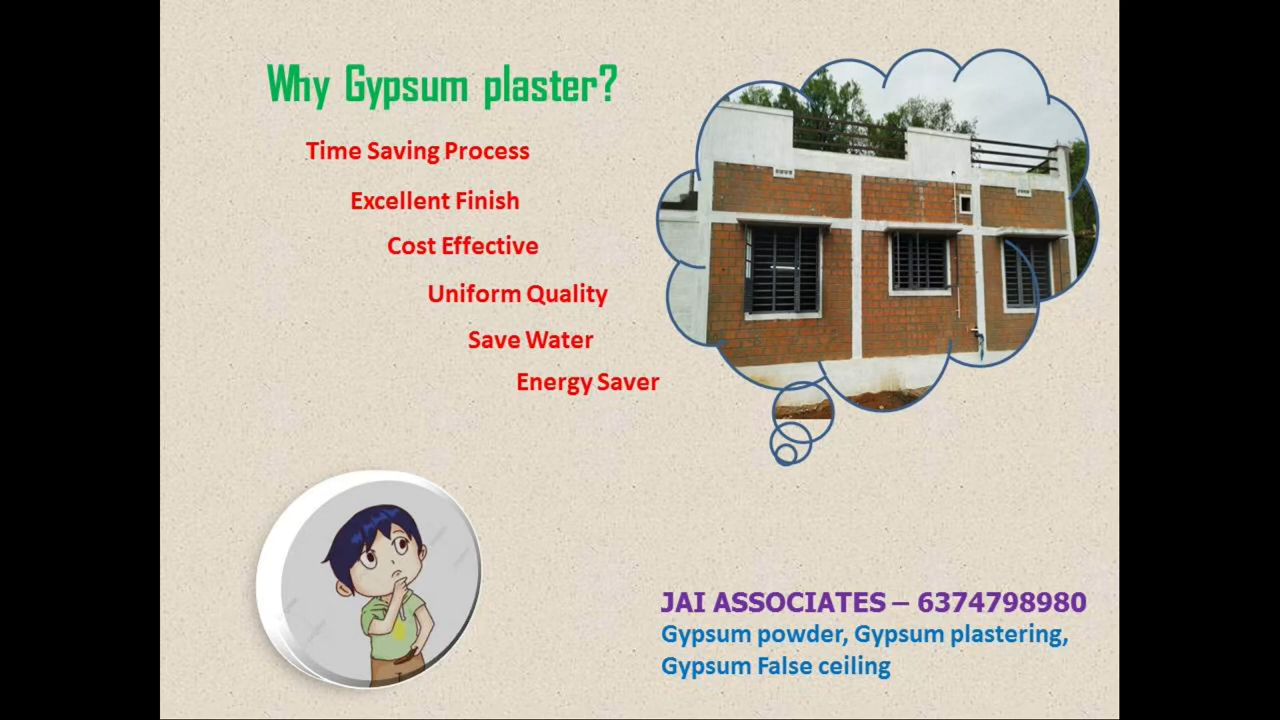 Why Gypsum plaster?
Time Saving Process
Excellent Finish
Cost Effective
Uniform Quality
Save Water
Energy Saver
JAI ASSOCIATES – 6374798980
Gypsum powder, Gypsum plastering,
Gypsum False ceiling